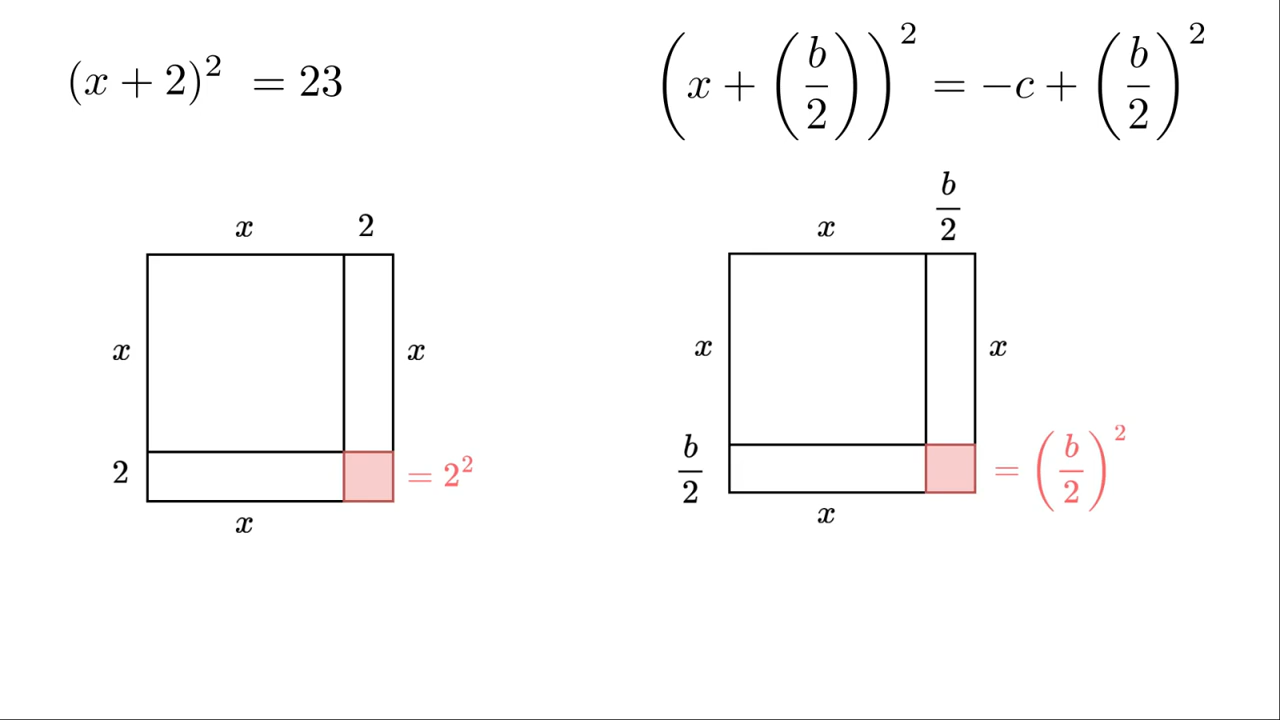 (x + 2)² = 23
(x + (b/2))² = −c + (b/2)²
x 2
x x
2 = 2²
x
x b/2
x x
b/2 = (b/2)²
x